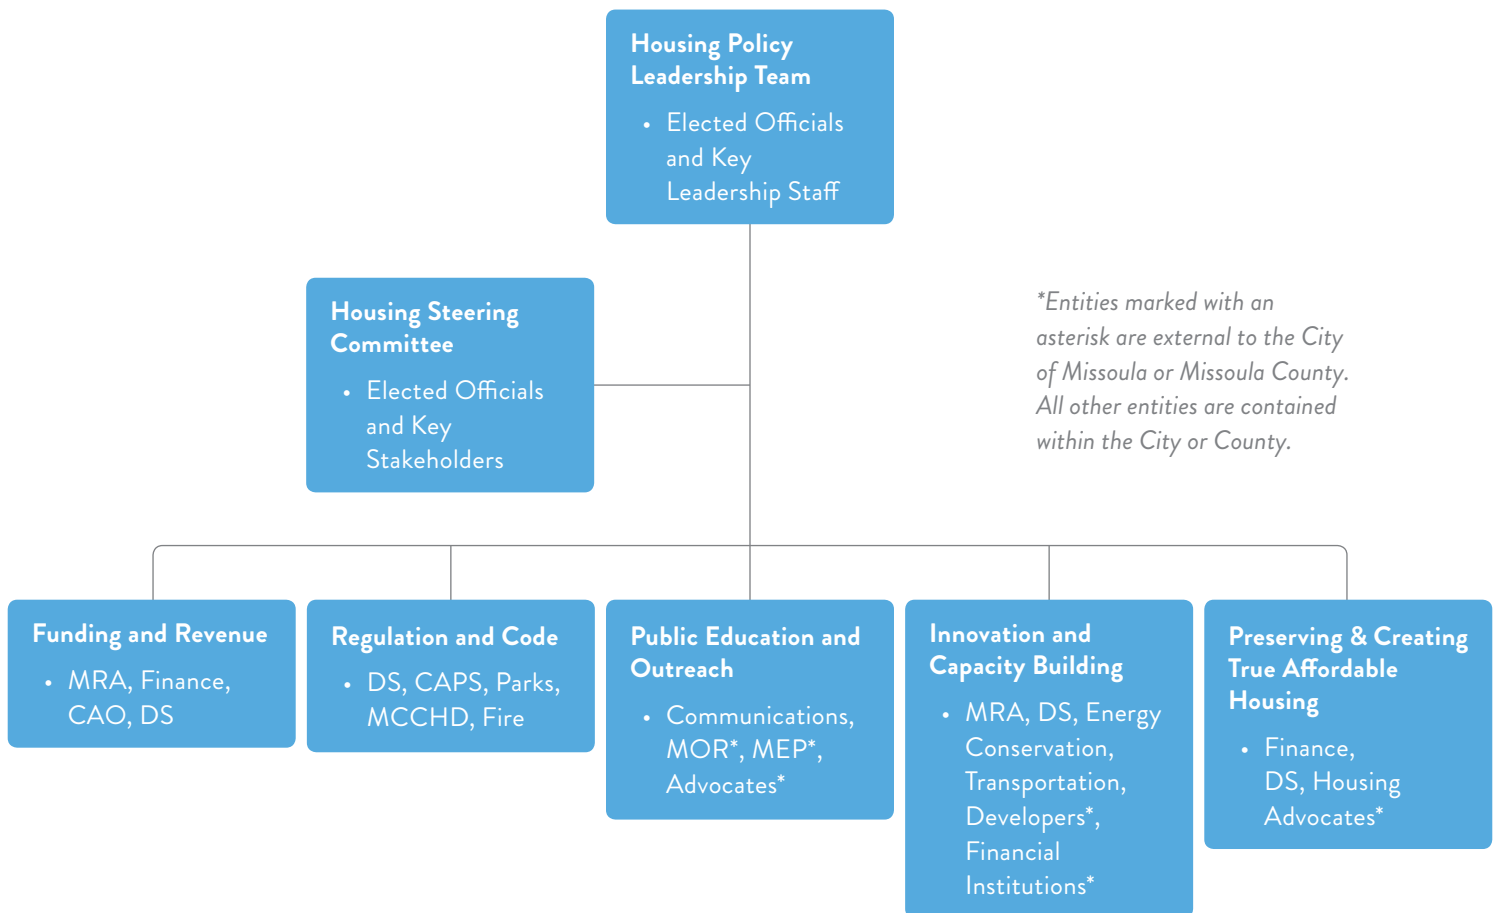 Housing Policy
Leadership Team
• Elected Officials
and Key
Leadership Staff
Housing Steering
Committee
• Elected Officials
and Key
Stakeholders
*Entities marked with an
asterisk are external to the City
of Missoula or Missoula County.
All other entities are contained
within the City or County.
Funding and Revenue
• MRA, Finance,
CAO, DS
Regulation and Code
• DS, CAPS, Parks,
MCCHD, Fire
Public Education and
Outreach
• Communications,
MOR*, MEP*,
Advocates*
Innovation and
Capacity Building
• MRA, DS, Energy
Conservation,
Transportation,
Developers*,
Financial
Institutions*
Preserving & Creating
True Affordable
Housing
• Finance,
DS, Housing
Advocates*